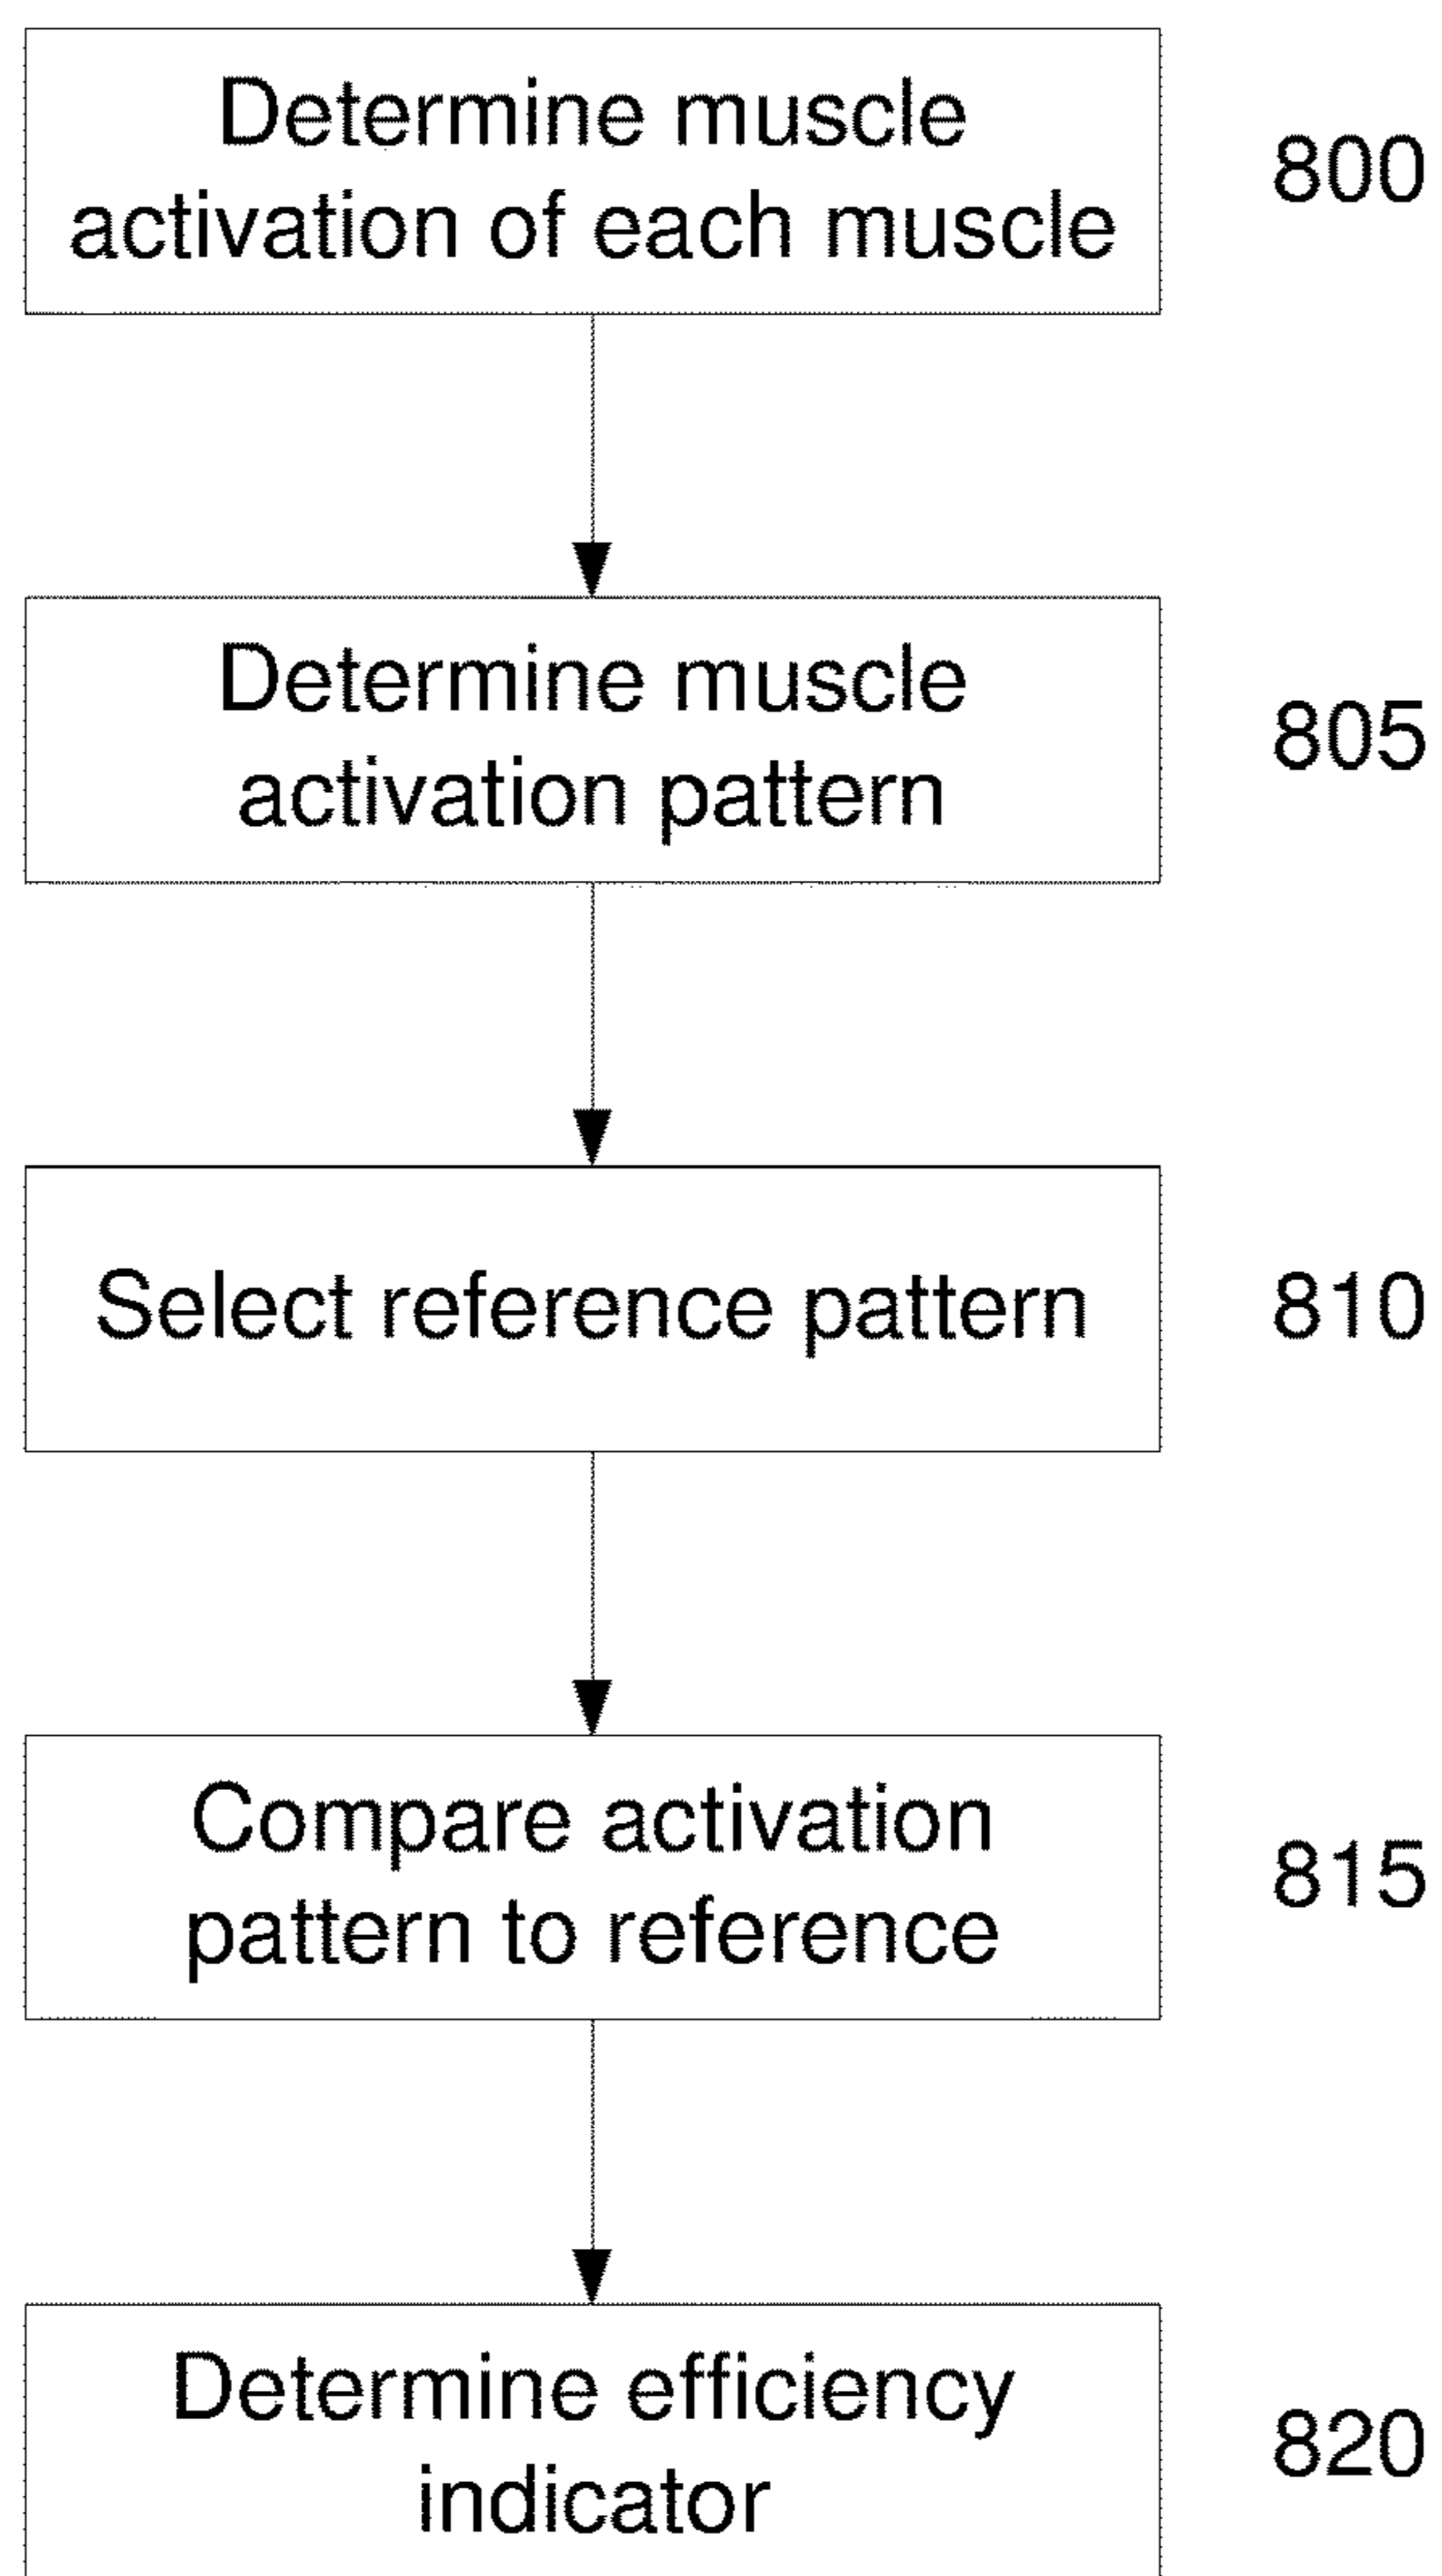 Determine muscle
activation of each muscle
800
Determine muscle
activation pattern
805
Select reference pattern
810
Compare activation
pattern to reference
815
Determine efficiency
indicator
820